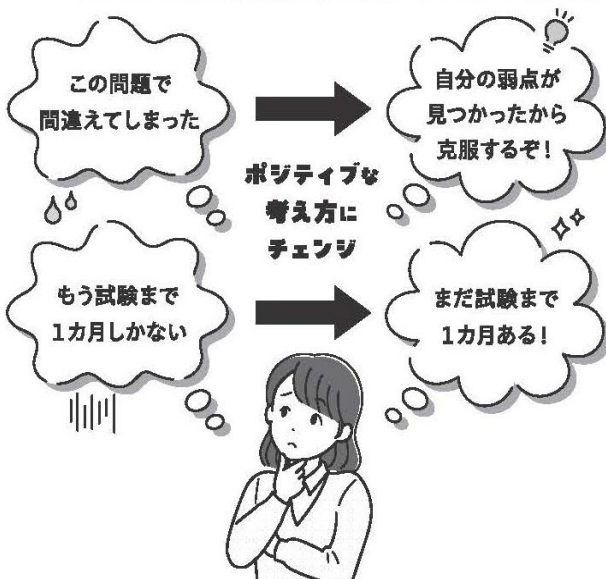 この問題で
間違えてしまった
自分の弱点が
見つかったから
克服するぞ!
ポジティブな
考え方に
チェンジ
もう試験まで
1カ月しかない
まだ試験まで
1カ月ある!